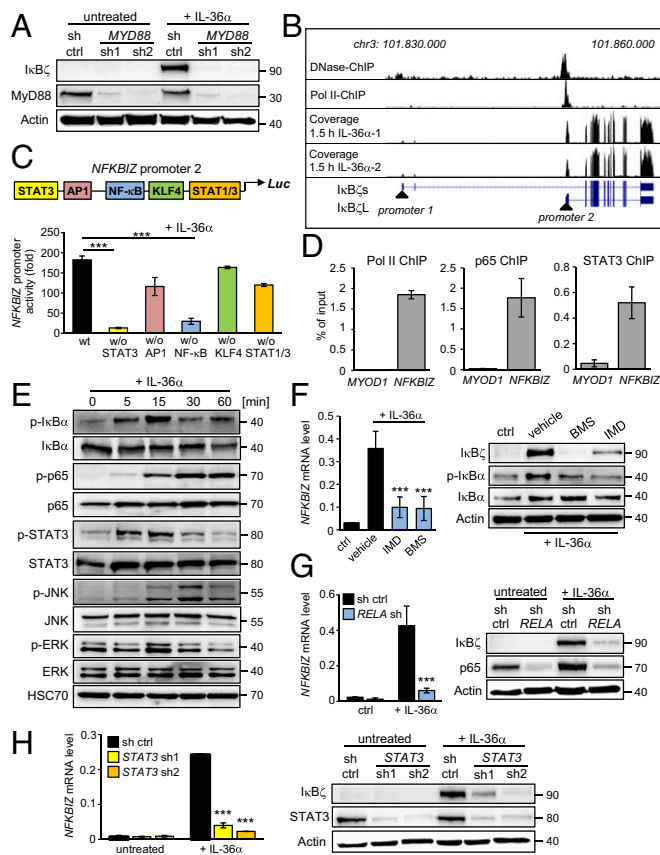 A
untreated
+ IL-36α
sh
ctrl
MYD88
sh1 sh2
sh
ctrl
MYD88
sh1 sh2
IκBζ
90
MyD88
30
Actin
40
B
chr3: 101.830.000
101.860.000
DNase-ChIP
Pol II-ChIP
Coverage
1.5 h IL-36α-1
Coverage
1.5 h IL-36α-2
IκBζs
IκBζL
promoter 1
promoter 2
C
NFKBIZ promoter 2
STAT3
AP1
NF-κB
KLF4
STAT1/3
Luc
+ IL-36α
***
***
NFKBIZ promoter
activity (fold)
250
200
150
100
50
0
wt
w/o
STAT3
w/o
AP1
w/o
NF-κB
w/o
KLF4
w/o
STAT1/3
D
Pol II ChIP
p65 ChIP
STAT3 ChIP
% of input
2.5
2
1.5
1
0.5
0
MYOD1 NFKBIZ
2.5
2
1.5
1
0.5
0
MYOD1 NFKBIZ
0.8
0.6
0.4
0.2
0
MYOD1 NFKBIZ
E
+ IL-36α
0 5 15 30 60 [min]
p-IκBα
40
IκBα
40
p-p65
70
p65
70
p-STAT3
80
STAT3
80
p-JNK
55
JNK
55
p-ERK
40
ERK
40
HSC70
70
F
NFKBIZ mRNA level
0.5
0.4
0.3
0.2
0.1
0
+ IL-36α
*** ***
ctrl
vehicle
IMD
BMS
ctrl
vehicle
BMS
IMD
IκBζ
90
p-IκBα
40
IκBα
40
Actin
40
+ IL-36α
G
NFKBIZ mRNA level
0.6
0.4
0.2
0
sh ctrl
RELA sh
***
ctrl
+ IL-36α
untreated
+ IL-36α
sh
ctrl
sh
RELA
sh
ctrl
sh
RELA
IκBζ
90
p65
70
Actin
40
H
NFKBIZ mRNA level
0.3
0.2
0.1
0
sh ctrl
STAT3 sh1
STAT3 sh2
***
***
untreated
+ IL-36α
untreated
+ IL-36α
sh
ctrl
STAT3
sh1 sh2
sh
ctrl
STAT3
sh1 sh2
IκBζ
90
STAT3
80
Actin
40